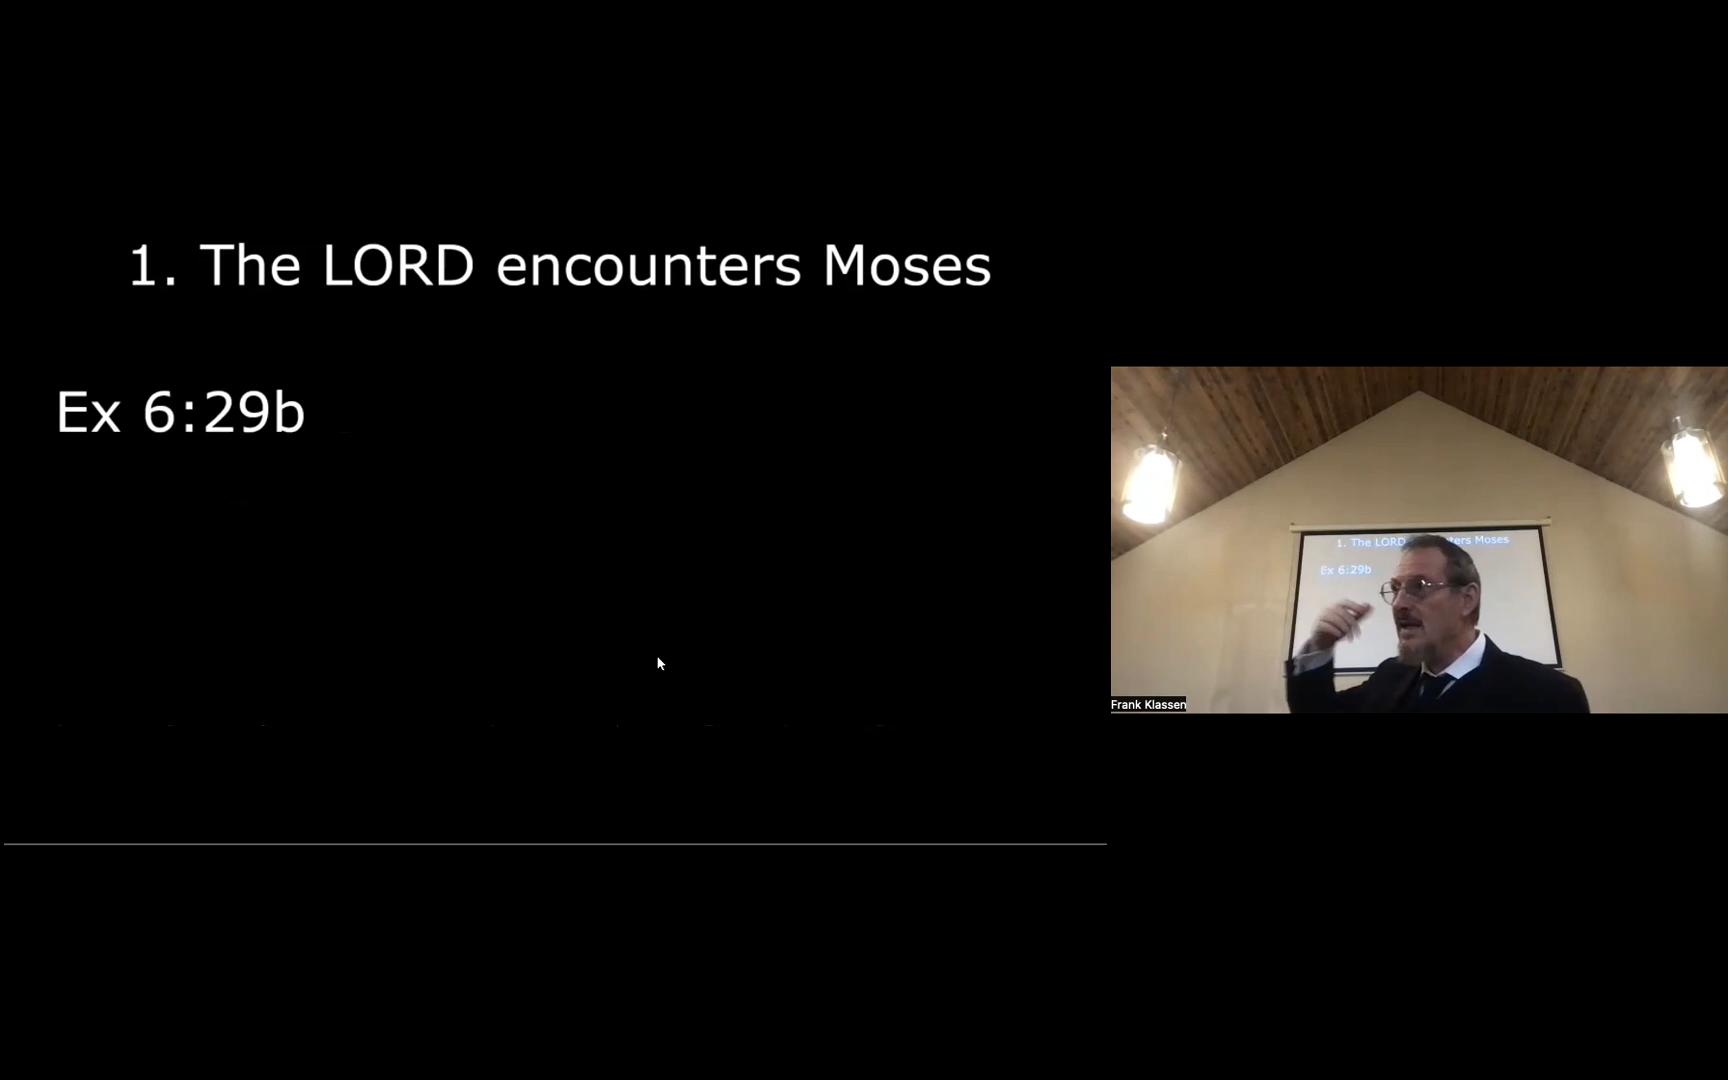 1. The LORD encounters Moses
Ex 6:29b
1. The LORD
ters Moses
Ex 6:29b
Frank Klassen